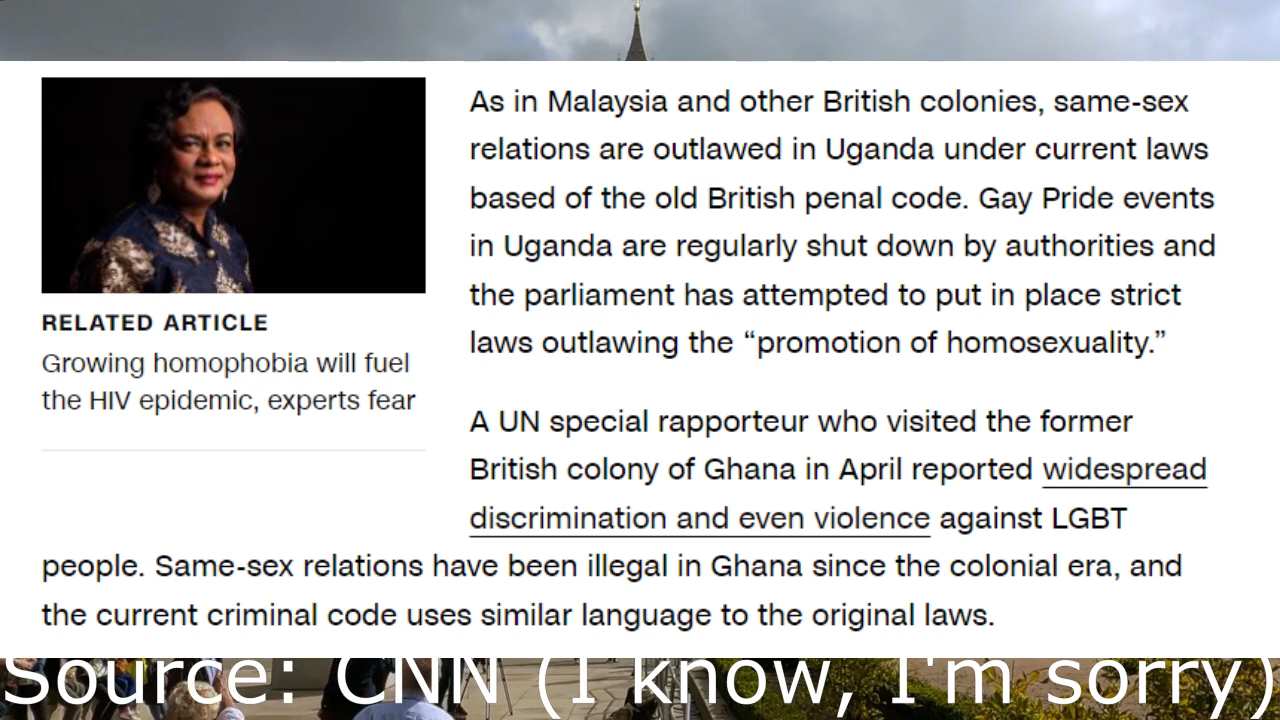 As in Malaysia and other British colonies, same-sex
relations are outlawed in Uganda under current laws
based of the old British penal code. Gay Pride events
in Uganda are regularly shut down by authorities and
the parliament has attempted to put in place strict
laws outlawing the “promotion of homosexuality.”
RELATED ARTICLE
Growing homophobia will fuel
the HIV epidemic, experts fear
A UN special rapporteur who visited the former
British colony of Ghana in April reported widespread
discrimination and even violence against LGBT
people. Same-sex relations have been illegal in Ghana since the colonial era, and
the current criminal code uses similar language to the original laws.
Source: CNN (I know, I'm sorry)